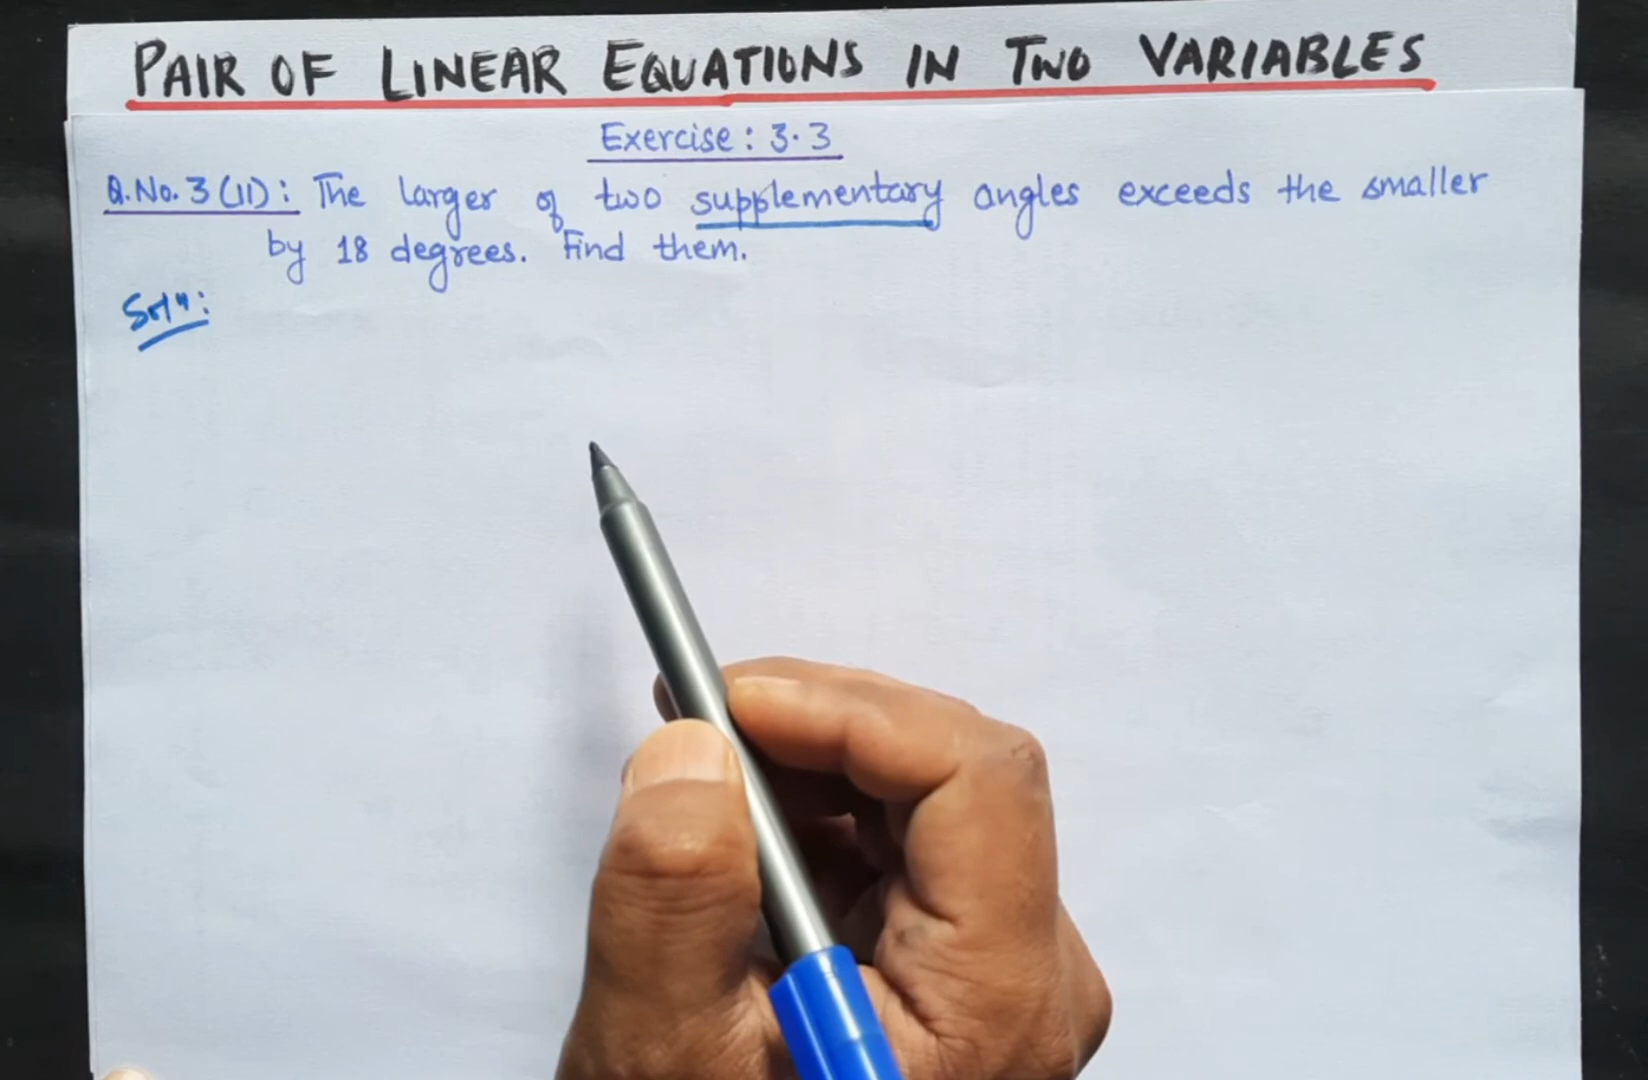 PAIR OF LINEAR EQUATIONS IN TWO VARIABLES
Exercise: 3.3
Q.No. 3 (II): The larger of two supplementary angles exceeds the smaller
by 18 degrees. Find them.
Solⁿ: